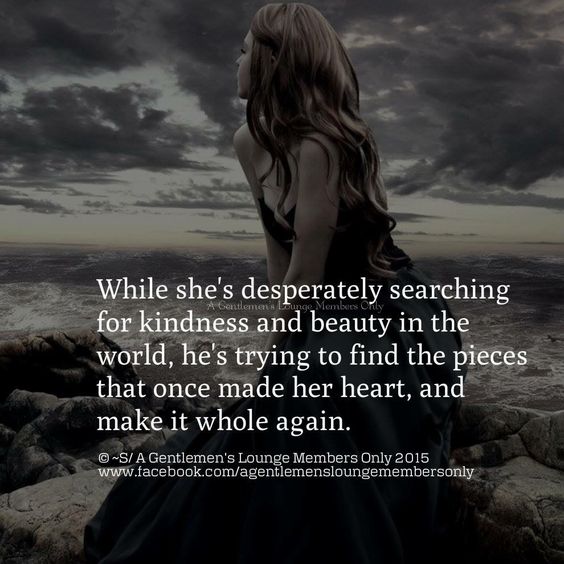 While she's desperately searching
A Gentlemen's Lounge Members Only
for kindness and beauty in the
world, he's trying to find the pieces
that once made her heart, and
make it whole again.
© ~S/ A Gentlemen's Lounge Members Only 2015
www.facebook.com/agentlemensloungemembersonly